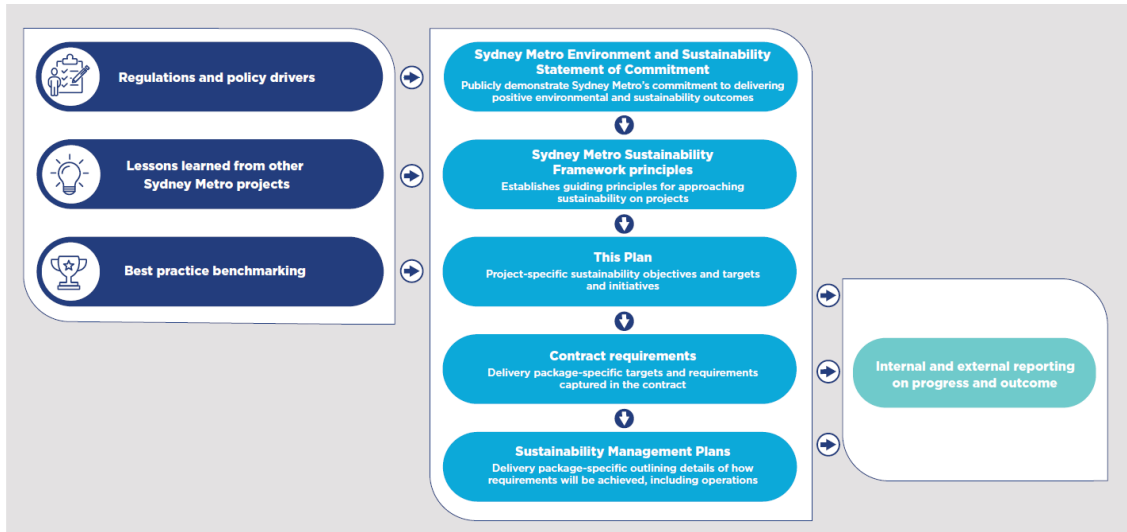 Regulations and policy drivers
Lessons learned from other
Sydney Metro projects
Best practice benchmarking
Sydney Metro Environment and Sustainability
Statement of Commitment
Publicly demonstrate Sydney Metro's commitment to delivering
positive environmental and sustainability outcomes
Sydney Metro Sustainability
Framework principles
Establishes guiding principles for approaching
sustainability on projects
This Plan
Project-specific sustainability objectives and targets
and initiatives
Contract requirements
Delivery package-specific targets and requirements
captured in the contract
Sustainability Management Plans
Delivery package-specific outlining details of how
requirements will be achieved, including operations
Internal and external reporting
on progress and outcome